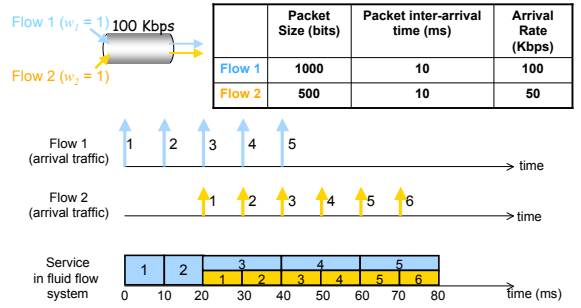 Flow 1 (w1 = 1)
100 Kbps
Flow 2 (w2 = 1)
Packet Size (bits) Packet inter-arrival time (ms) Arrival Rate (Kbps)
Flow 1 1000 10 100
Flow 2 500 10 50
Flow 1 (arrival traffic)
1 2 3 4 5
time
Flow 2 (arrival traffic)
1 2 3 4 5 6
time
Service in fluid flow system
1 2 3 4 5
1 2 3 4 5 6
0 10 20 30 40 50 60 70 80 time (ms)